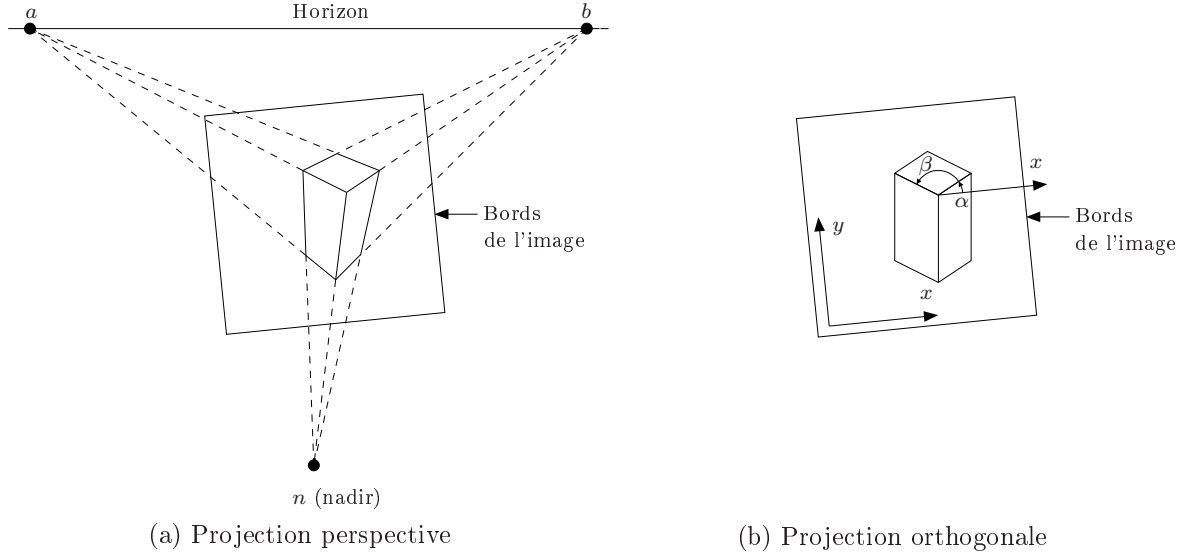 a
Horizon
b
Bords
de l'image
n (nadir)
(a) Projection perspective
β
x
α
y
Bords
de l'image
x
(b) Projection orthogonale